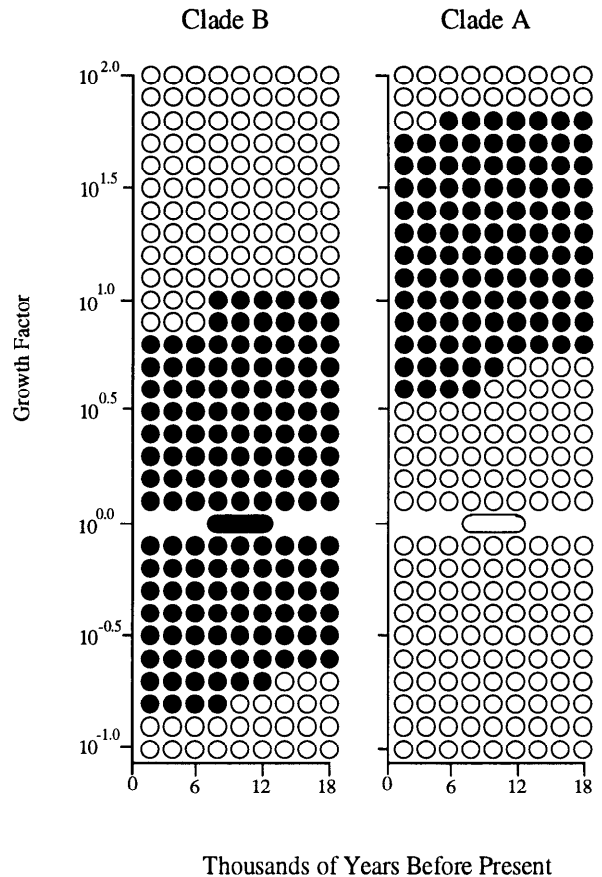 Clade B
Clade A
Growth Factor
10^2.0
10^1.5
10^1.0
10^0.5
10^0.0
10^-0.5
10^-1.0
0 6 12 18
0 6 12 18
Thousands of Years Before Present